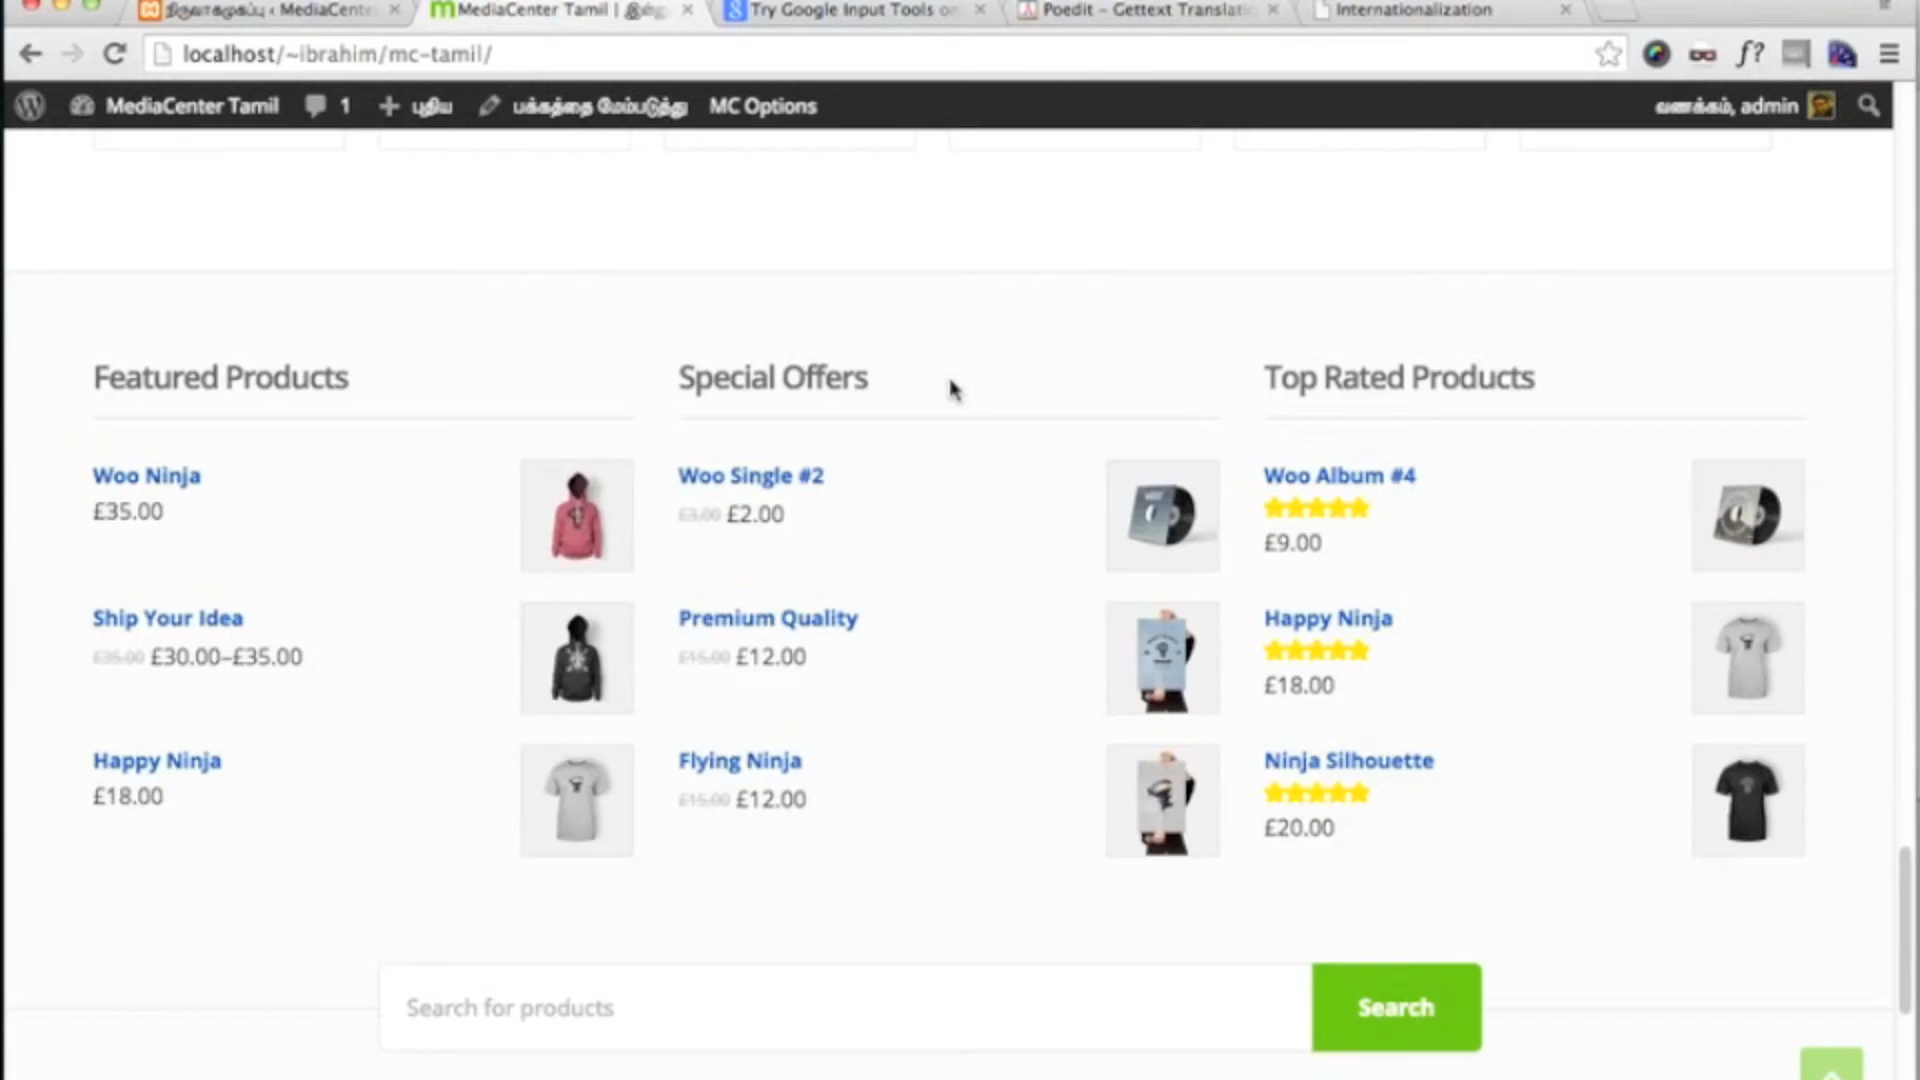 திருவாகமுகப்பு ‹ MediaCente
MediaCenter Tamil |
Try Google Input Tools on
Poedit – Gettext Translatic
Internationalization
localhost/~ibrahim/mc-tamil/
MediaCenter Tamil 1 புதிய பக்கத்தை மேம்படுத்து MC Options வணக்கம், admin
Featured Products
Woo Ninja
£35.00
Ship Your Idea
£35.00 £30.00–£35.00
Happy Ninja
£18.00
Special Offers
Woo Single #2
£3.00 £2.00
Premium Quality
£15.00 £12.00
Flying Ninja
£15.00 £12.00
Top Rated Products
Woo Album #4
£9.00
Happy Ninja
£18.00
Ninja Silhouette
£20.00
Search for products
Search